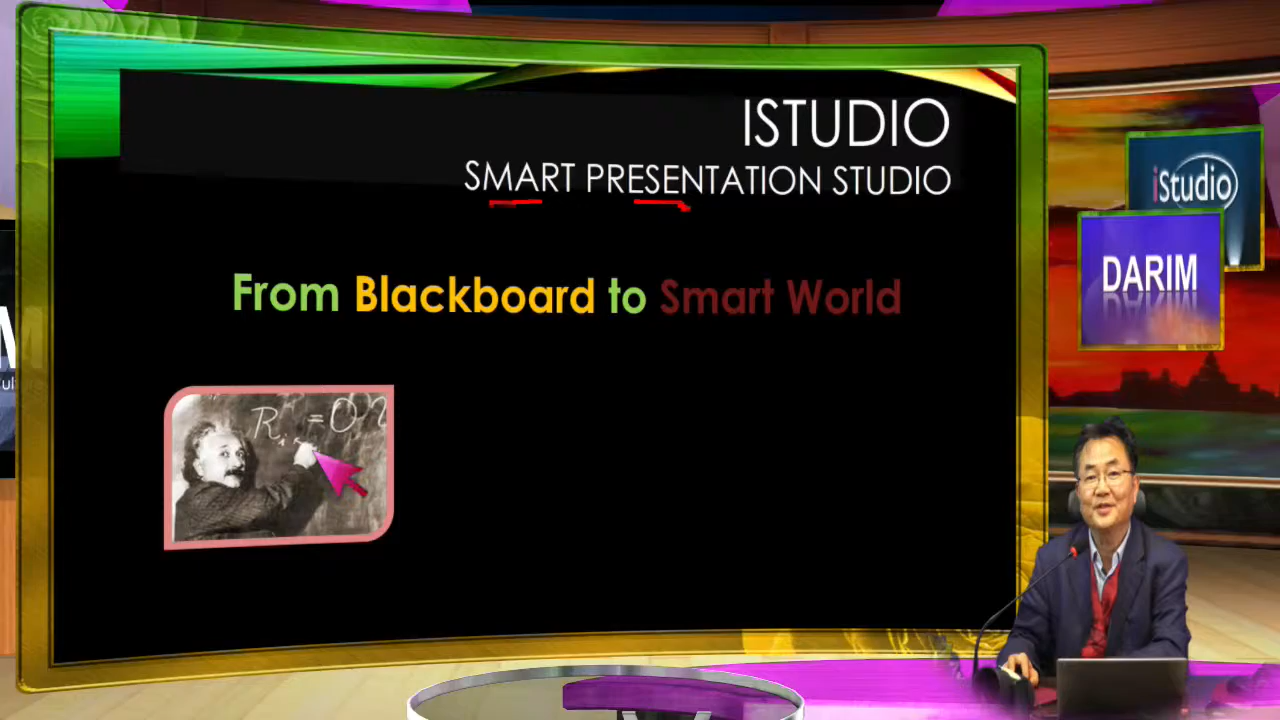 ISTUDIO
SMART PRESENTATION STUDIO
From Blackboard to Smart World
iStudio
DARIM